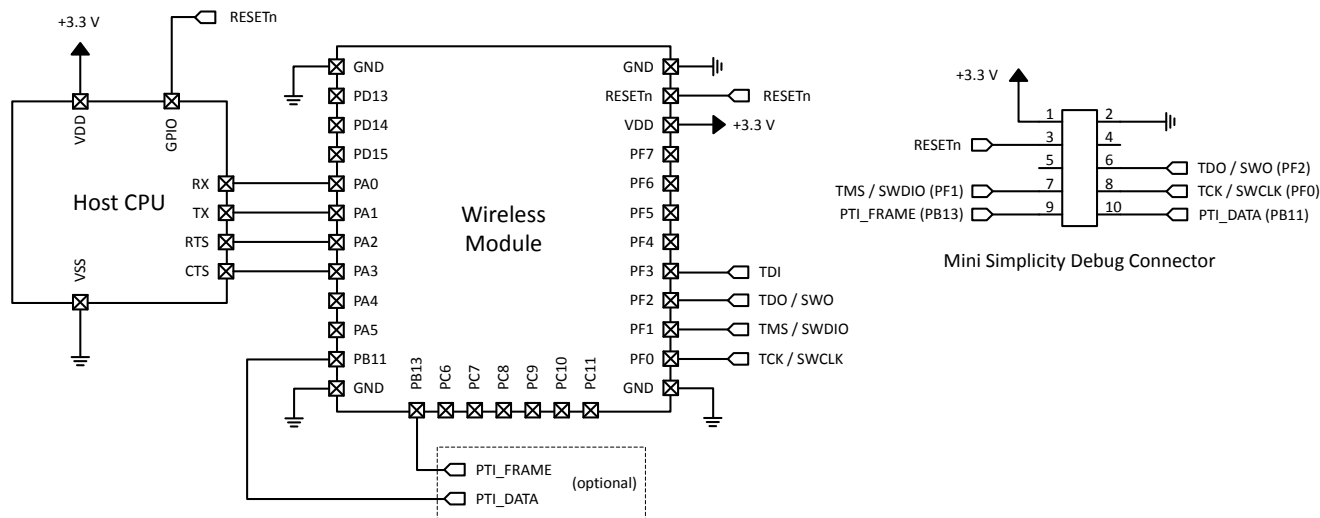 +3.3 V
RESETn
VDD
GPIO
Host CPU
RX
TX
RTS
CTS
VSS
GND
PD13
PD14
PD15
PA0
PA1
PA2
PA3
PA4
PA5
PB11
GND
Wireless
Module
PB13
PC6
PC7
PC8
PC9
PC10
PC11
GND
RESETn
RESETn
VDD
+3.3 V
PF7
PF6
PF5
PF4
PF3
TDI
PF2
TDO / SWO
PF1
TMS / SWDIO
PF0
TCK / SWCLK
GND
PTI_FRAME
(optional)
PTI_DATA
+3.3 V
1 2
RESETn 3 4
5 6 TDO / SWO (PF2)
TMS / SWDIO (PF1) 7 8 TCK / SWCLK (PF0)
PTI_FRAME (PB13) 9 10 PTI_DATA (PB11)
Mini Simplicity Debug Connector